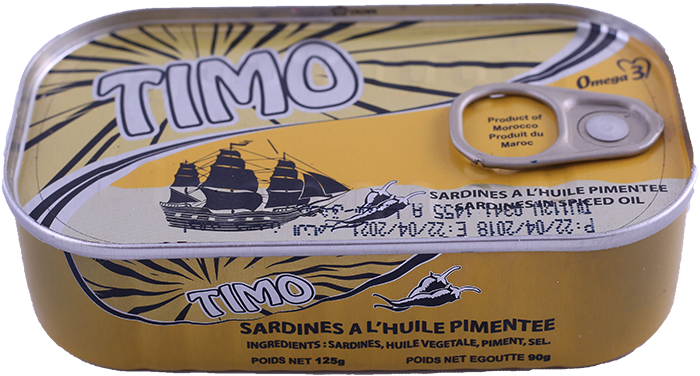 TIMO
Omega 3
Product of
Morocco
Produit du
Maroc
SARDINES A L'HUILE PIMENTEE
SARDINES IN SPICED OIL
P:22/04/2018 E:22/04/2021
TIMO
SARDINES A L'HUILE PIMENTEE
INGREDIENTS : SARDINES, HUILE VEGETALE, PIMENT, SEL.
POIDS NET 125g
POIDS NET EGOUTTE 90g